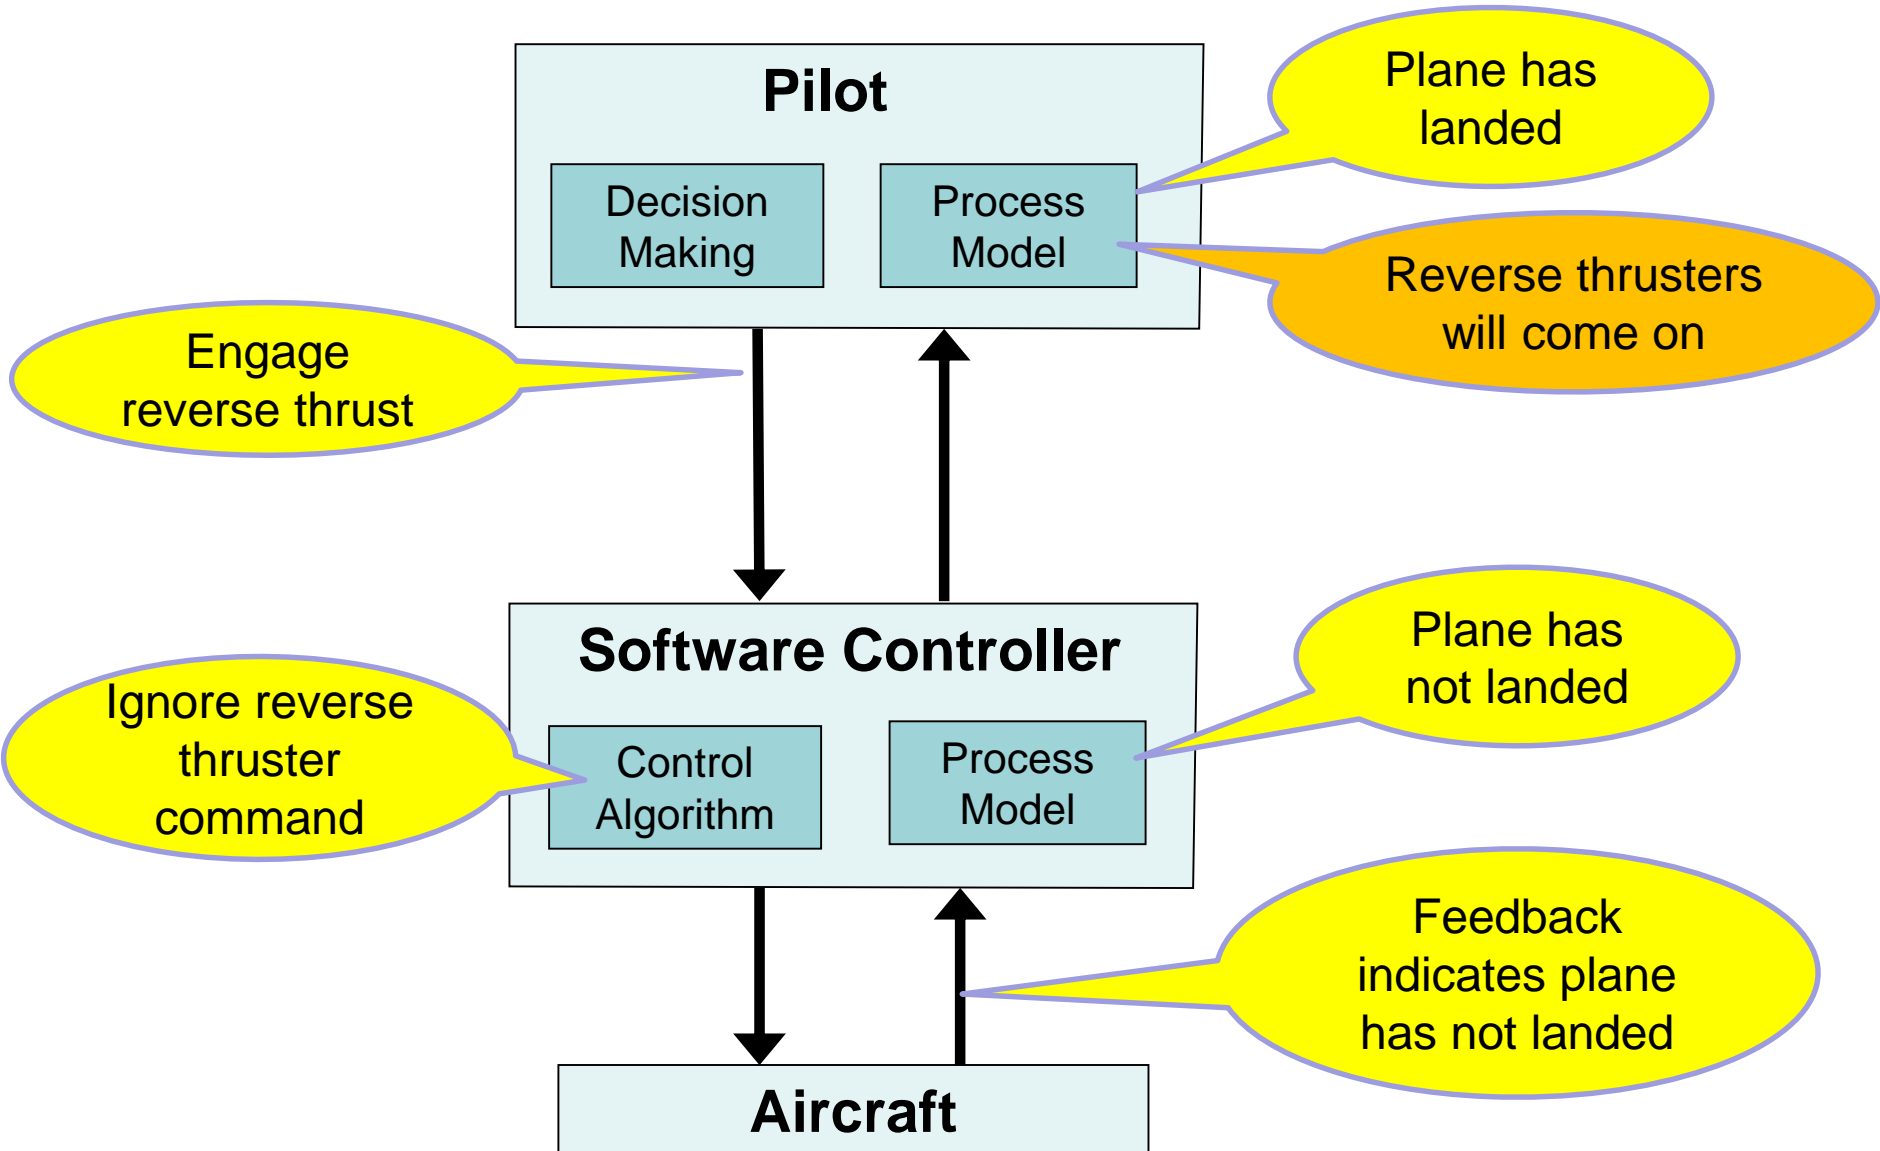 Pilot
Plane has
landed
Decision
Making
Process
Model
Reverse thrusters
will come on
Engage
reverse thrust
Software Controller
Plane has
not landed
Ignore reverse
thruster
command
Control
Algorithm
Process
Model
Feedback
indicates plane
has not landed
Aircraft